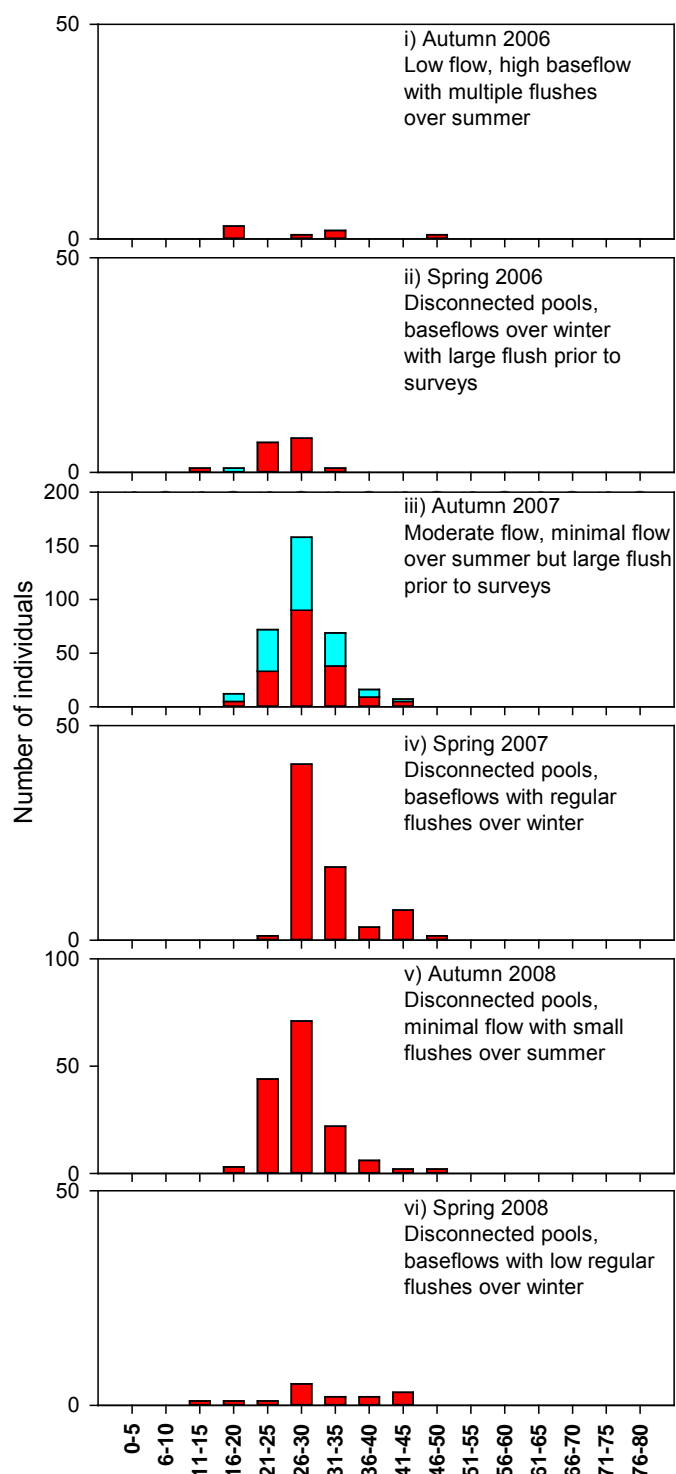 50
0
i) Autumn 2006
Low flow, high baseflow
with multiple flushes
over summer
50
0
ii) Spring 2006
Disconnected pools,
baseflows over winter
with large flush prior to
surveys
200
150
100
50
0
iii) Autumn 2007
Moderate flow, minimal flow
over summer but large flush
prior to surveys
Number of individuals
50
0
iv) Spring 2007
Disconnected pools,
baseflows with regular
flushes over winter
100
50
0
v) Autumn 2008
Disconnected pools,
minimal flow with small
flushes over summer
50
0
vi) Spring 2008
Disconnected pools,
baseflows with low regular
flushes over winter
0-5
6-10
11-15
16-20
21-25
26-30
31-35
36-40
41-45
46-50
51-55
56-60
61-65
66-70
71-75
76-80